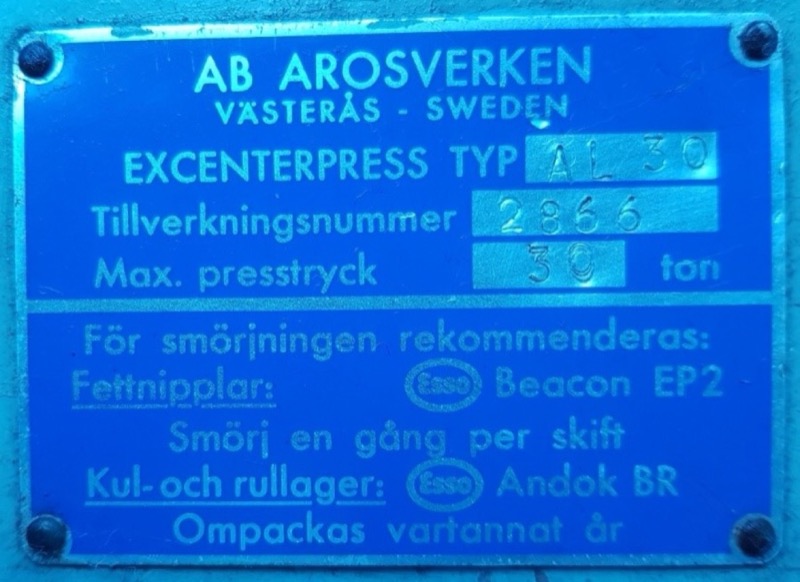 AB AROSVERKEN
VÄSTERÅS - SWEDEN
EXCENTERPRESS TYP AL 30
Tillverkningsnummer 2866
Max. presstryck 30 ton
För smörjningen rekommenderas:
Fettnipplar: Esso Beacon EP2
Smörj en gång per skift
Kul- och rullager: Esso Andok BR
Ompackas vartannat år